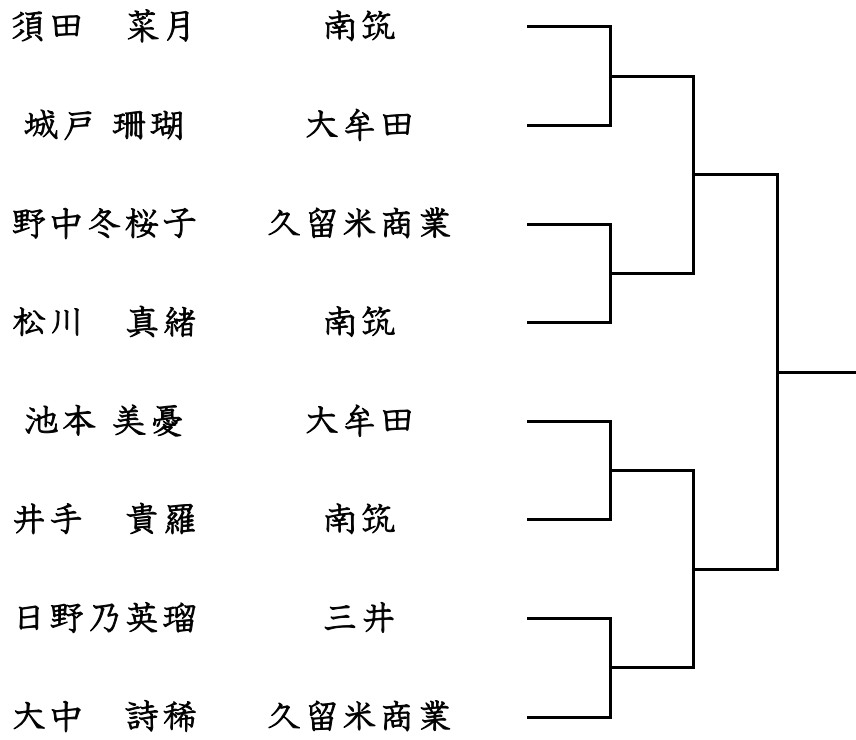 須田　菜月　南筑
城戸 珊瑚　大牟田
野中冬桜子　久留米商業
松川　真緒　南筑
池本 美憂　大牟田
井手　貴羅　南筑
日野乃英瑠　三井
大中　詩稀　久留米商業